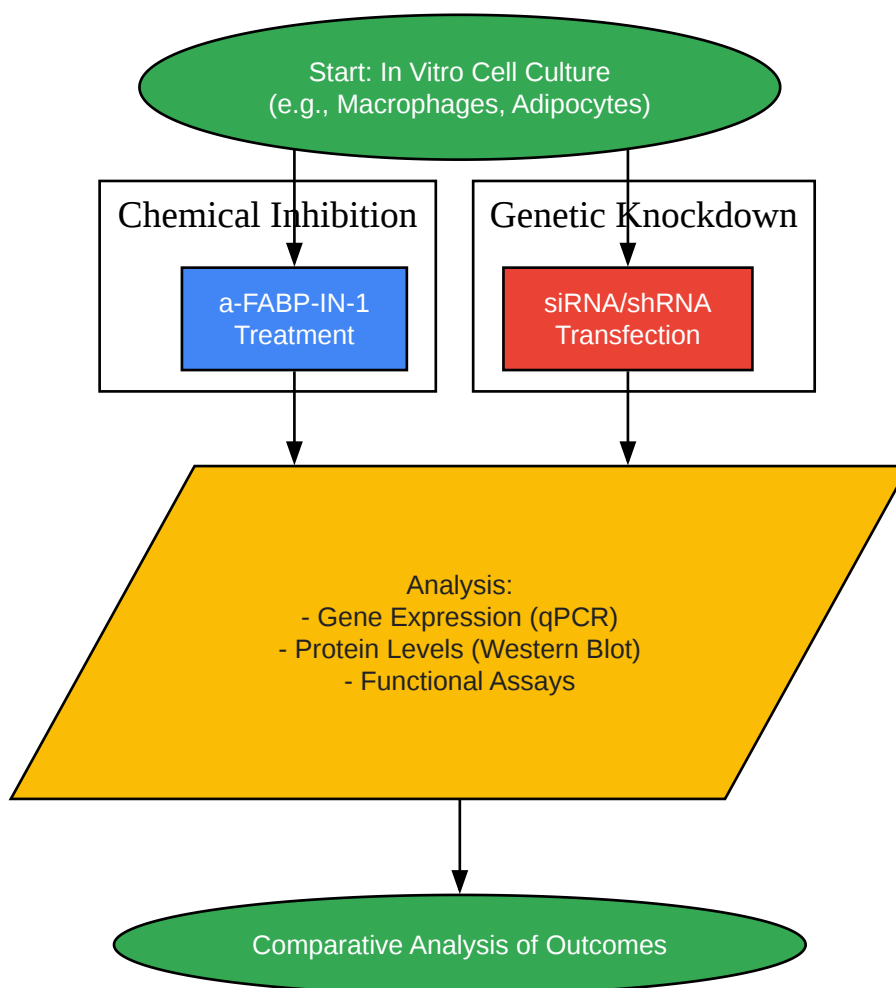 Start: In Vitro Cell Culture
(e.g., Macrophages, Adipocytes)
Chemical Inhibition
Genetic Knockdown
a-FABP-IN-1
Treatment
siRNA/shRNA
Transfection
Analysis:
- Gene Expression (qPCR)
- Protein Levels (Western Blot)
- Functional Assays
Comparative Analysis of Outcomes